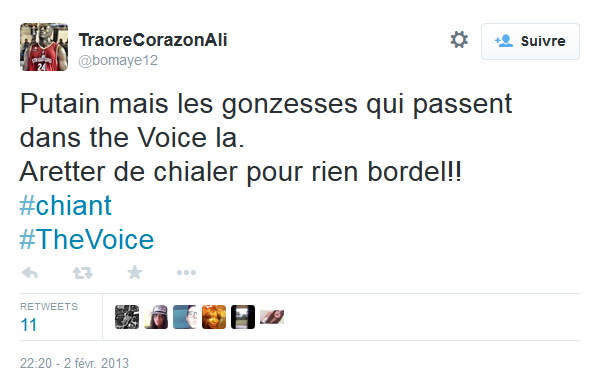 TraoreCorazonAli
@bomaye12
Suivre
Putain mais les gonzesses qui passent
dans the Voice la.
Aretter de chialer pour rien bordel!!
#chiant
#TheVoice
RETWEETS
11
22:20 - 2 févr. 2013